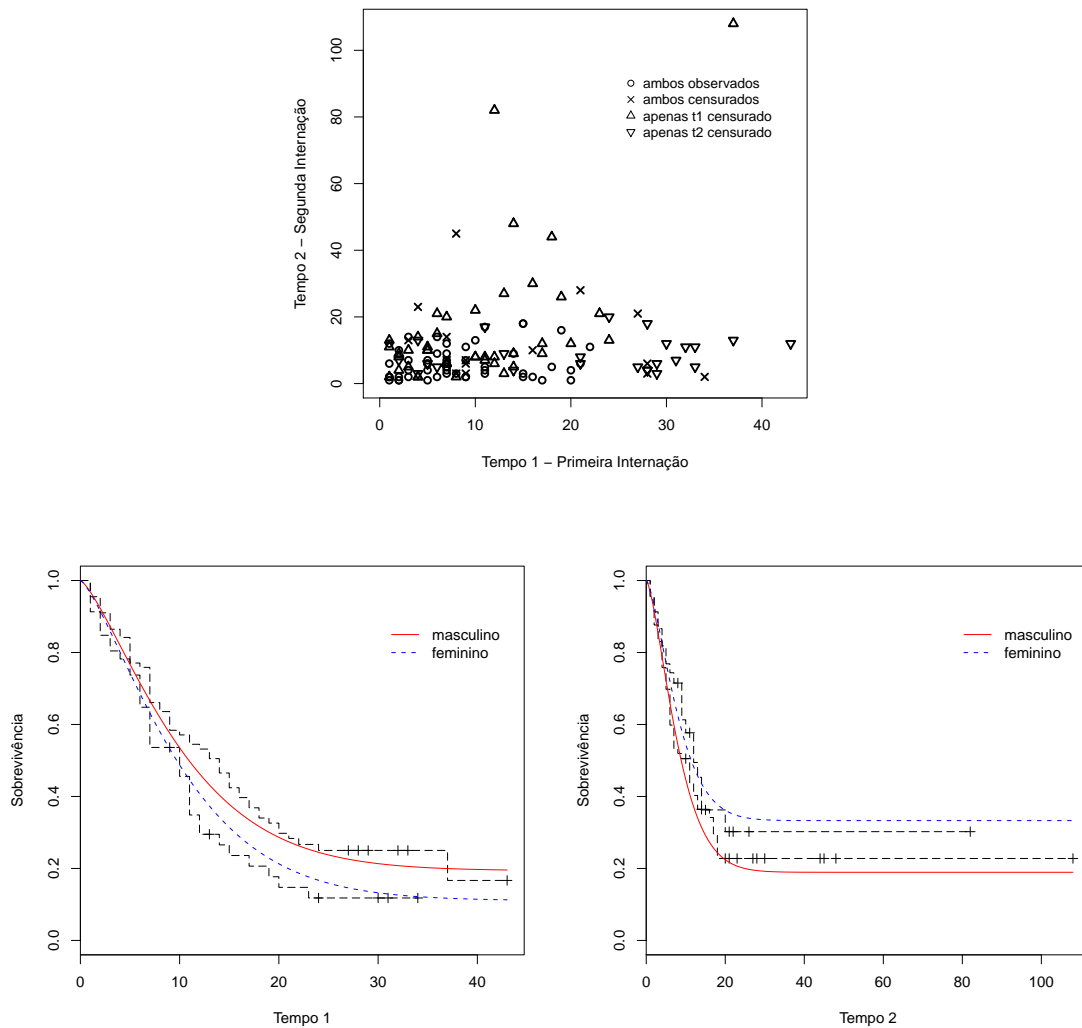 100
80
60
40
20
0
Tempo 2 – Segunda Internação
ambos observados
ambos censurados
apenas t1 censurado
apenas t2 censurado
0 10 20 30 40
Tempo 1 – Primeira Internação
1.0
0.8
0.6
0.4
0.2
0.0
Sobrevivência
masculino
feminino
0 10 20 30 40
Tempo 1
1.0
0.8
0.6
0.4
0.2
0.0
Sobrevivência
masculino
feminino
0 20 40 60 80 100
Tempo 2